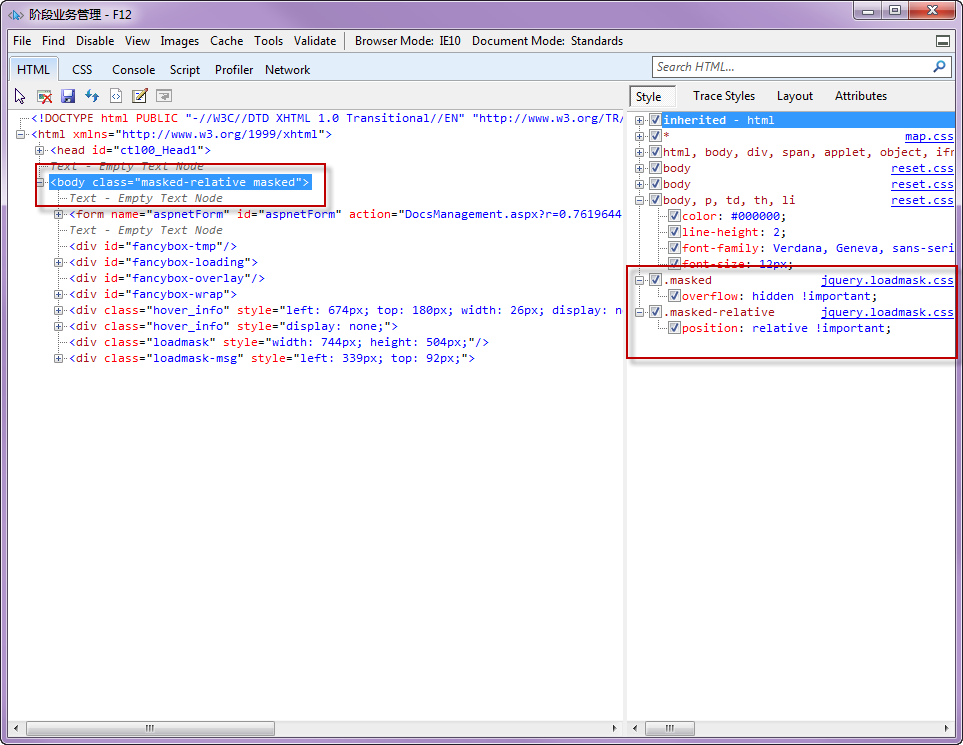 阶段业务管理 - F12
File Find Disable View Images Cache Tools Validate Browser Mode: IE10 Document Mode: Standards
HTML CSS Console Script Profiler Network
Search HTML...
Style Trace Styles Layout Attributes
<!DOCTYPE html PUBLIC "-//W3C//DTD XHTML 1.0 Transitional//EN" "http://www.w3.org/TR/
<html xmlns="http://www.w3.org/1999/xhtml">
<head id="ctl00_Head1">
Text - Empty Text Node
<body class="masked-relative masked">
Text - Empty Text Node
<form name="aspnetForm" id="aspnetForm" action="DocsManagement.aspx?r=0.7619644
Text - Empty Text Node
<div id="fancybox-tmp"/>
<div id="fancybox-loading">
<div id="fancybox-overlay"/>
<div id="fancybox-wrap">
<div class="hover_info" style="left: 674px; top: 180px; width: 26px; display: n
<div class="hover_info" style="display: none;">
<div class="loadmask" style="width: 744px; height: 504px;"/>
<div class="loadmask-msg" style="left: 339px; top: 92px;">
inherited - html
* map.css
html, body, div, span, applet, object, ifr
body reset.css
body reset.css
body, p, td, th, li reset.css
color: #000000;
line-height: 2;
font-family: Verdana, Geneva, sans-seri
font-size: 12px;
.masked jquery.loadmask.css
overflow: hidden !important;
.masked-relative jquery.loadmask.css
position: relative !important;